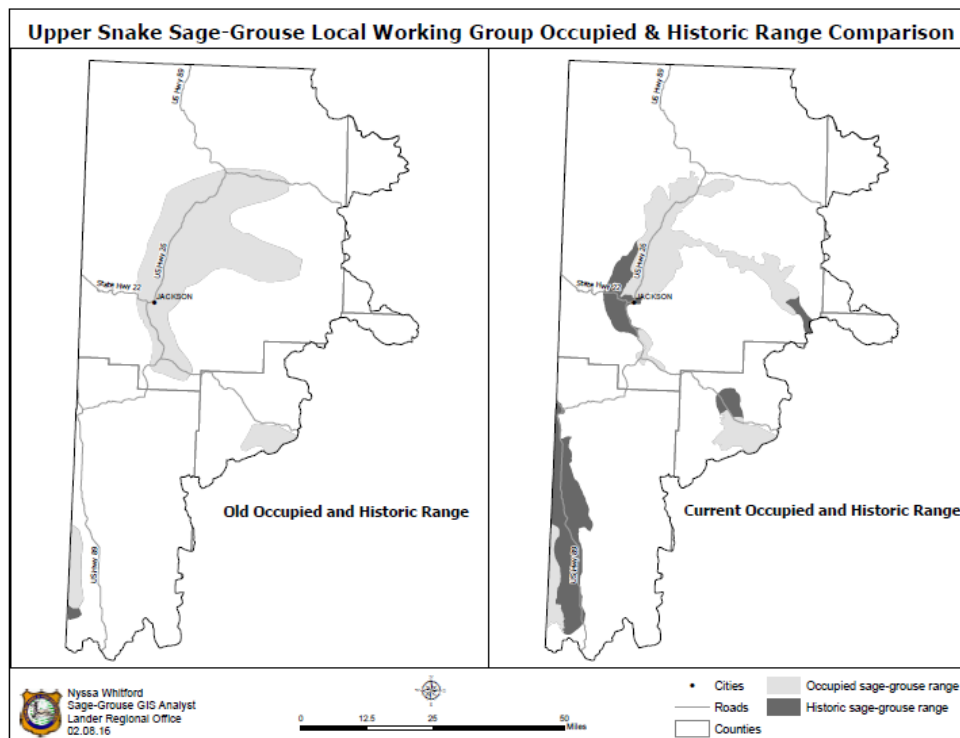 Upper Snake Sage-Grouse Local Working Group Occupied & Historic Range Comparison
US Hwy 89
US Hwy 26
State Hwy 22
JACKSON
US Hwy 89
Old Occupied and Historic Range
US Hwy 89
US Hwy 26
State Hwy 22
JACKSON
US Hwy 89
Current Occupied and Historic Range
Nyssa Whitford
Sage-Grouse GIS Analyst
Lander Regional Office
02.08.16
0 12.5 25 50
Miles
Cities
Roads
Counties
Occupied sage-grouse range
Historic sage-grouse range